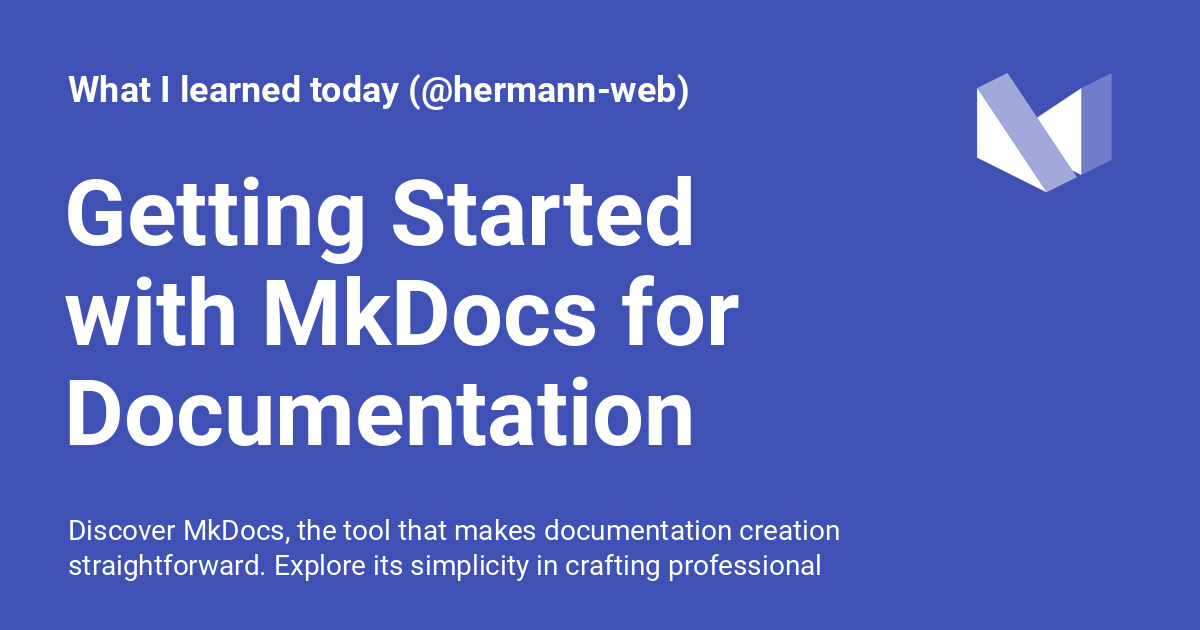 What I learned today (@hermann-web)
Getting Started
with MkDocs for
Documentation
Discover MkDocs, the tool that makes documentation creation
straightforward. Explore its simplicity in crafting professional